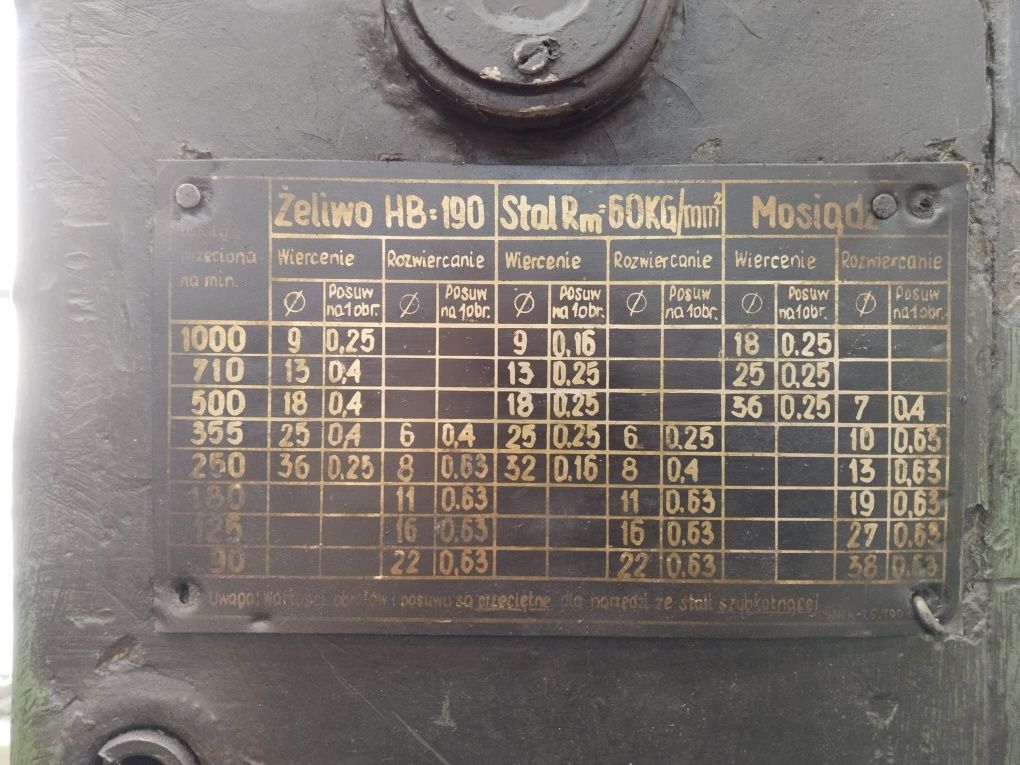 Żeliwo HB=190 Stal Rm=60KG/mm² Mosiądz
wrzeciona Wiercenie Rozwiercanie Wiercenie Rozwiercanie Wiercenie Rozwiercanie
na min. ∅ Posuw na 1 obr. ∅ Posuw na 1 obr. ∅ Posuw na 1 obr. ∅ Posuw na 1 obr. ∅ Posuw na 1 obr. ∅ Posuw na 1 obr.
1000 9 0,25 9 0,16 18 0,25
710 13 0,4 13 0,25 25 0,25
500 18 0,4 18 0,25 36 0,25 7 0,4
355 25 0,4 6 0,4 25 0,25 6 0,25 10 0,63
250 36 0,25 8 0,63 32 0,16 8 0,4 13 0,63
180 11 0,63 11 0,63 19 0,63
125 16 0,63 16 0,63 27 0,63
90 22 0,63 22 0,63 38 0,63
Uwaga: Wartości obrotów i posuwu są przeciętne dla narzędzi ze stali szybkotnącej